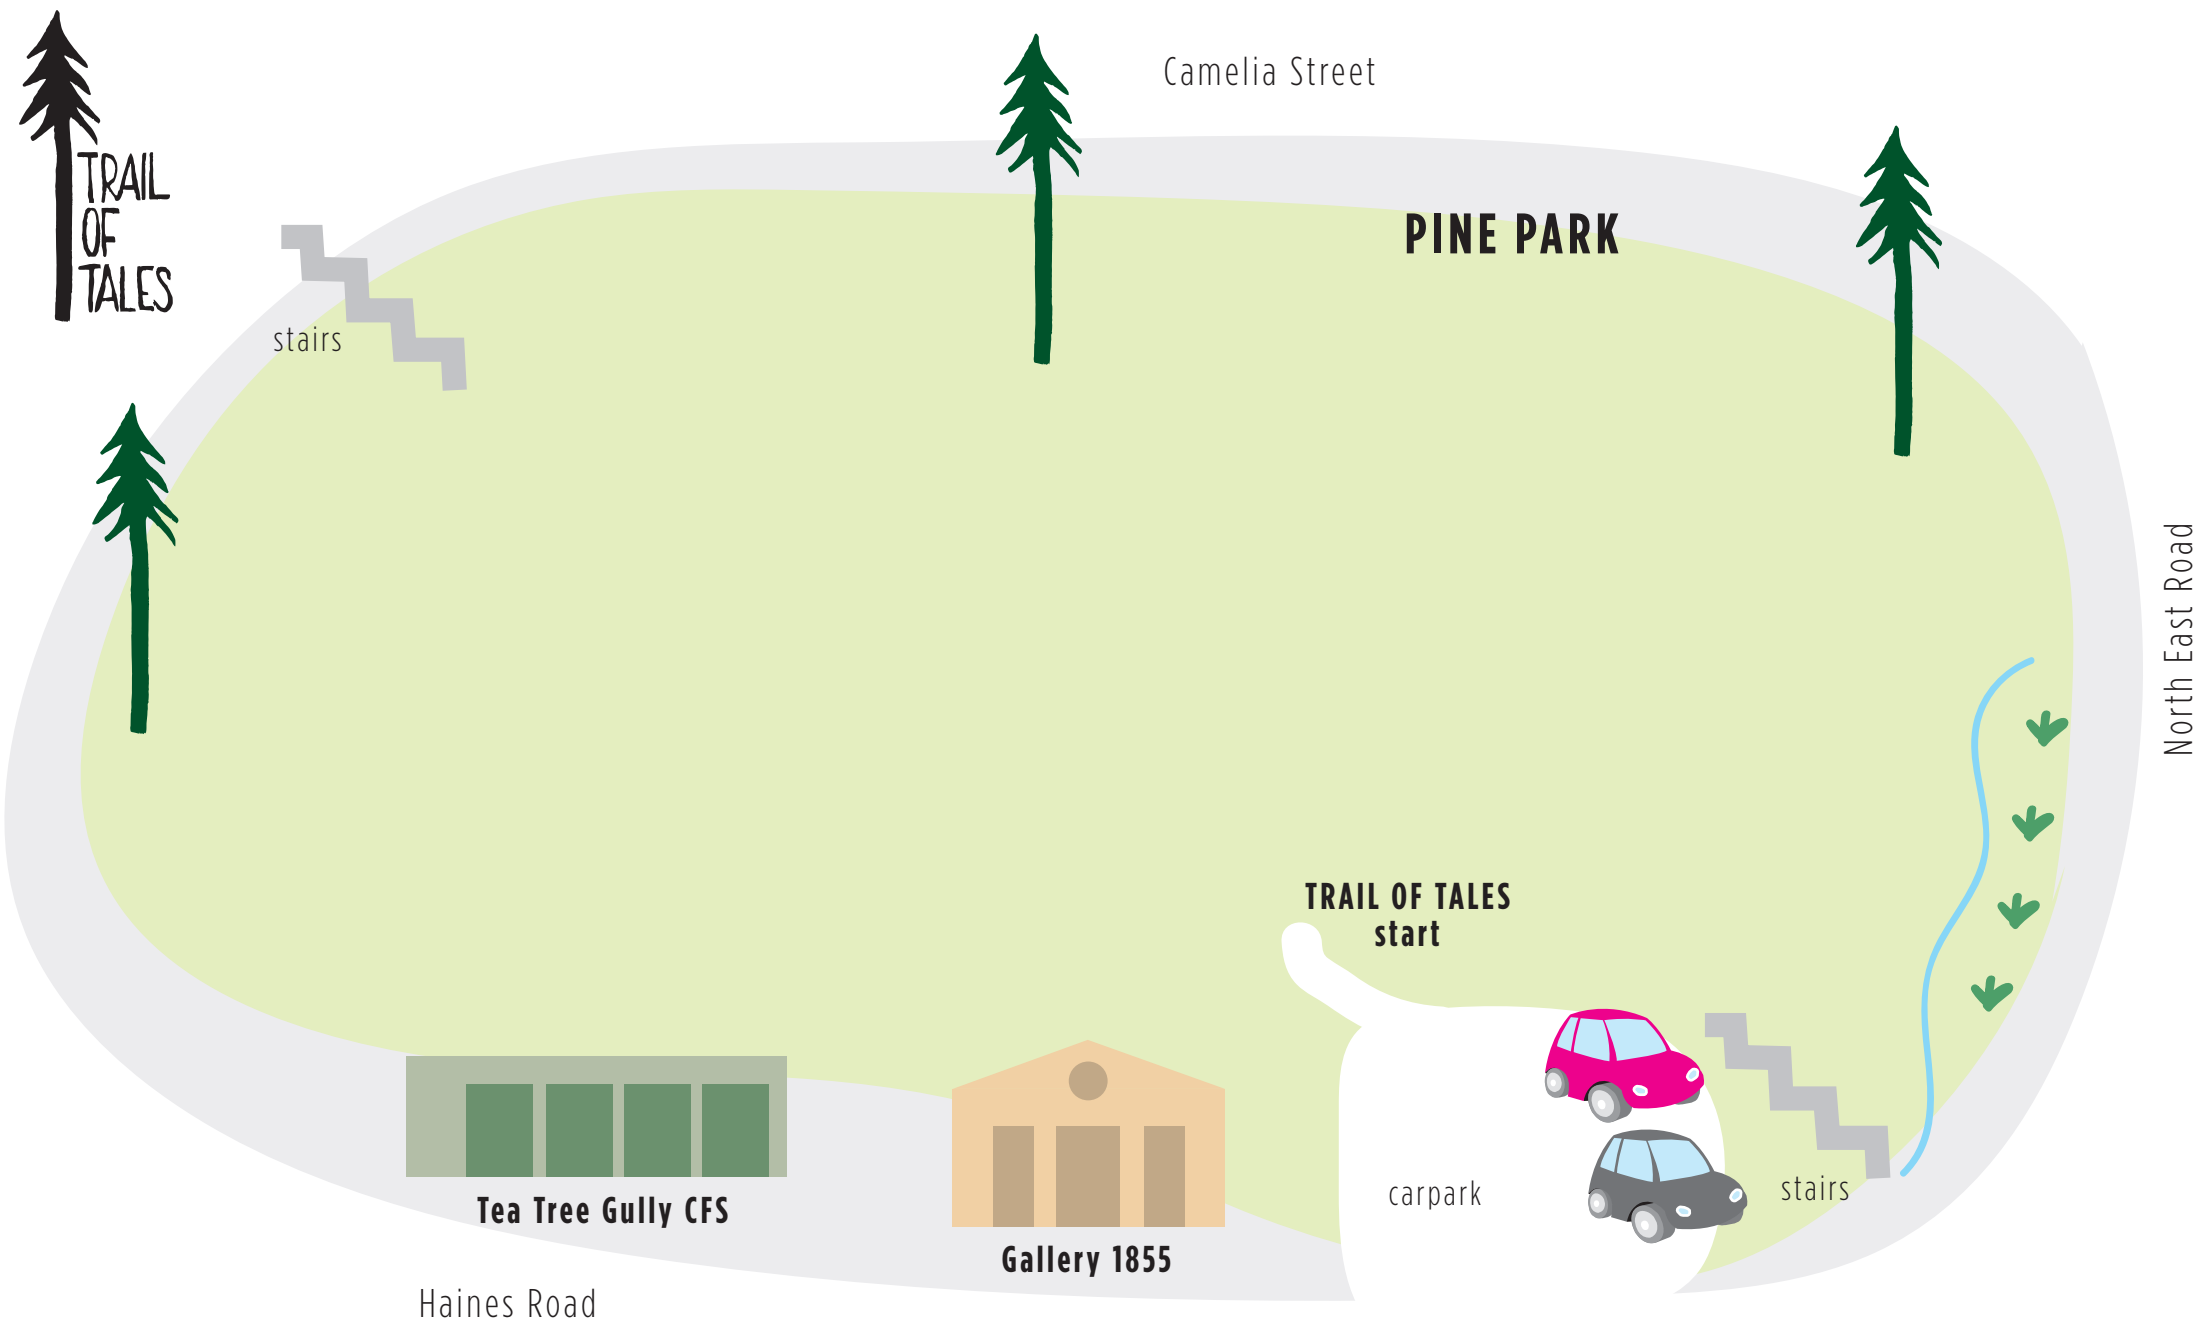 TRAIL
OF
TALES
Camelia Street
PINE PARK
stairs
North East Road
TRAIL OF TALES
start
carpark
stairs
Tea Tree Gully CFS
Gallery 1855
Haines Road